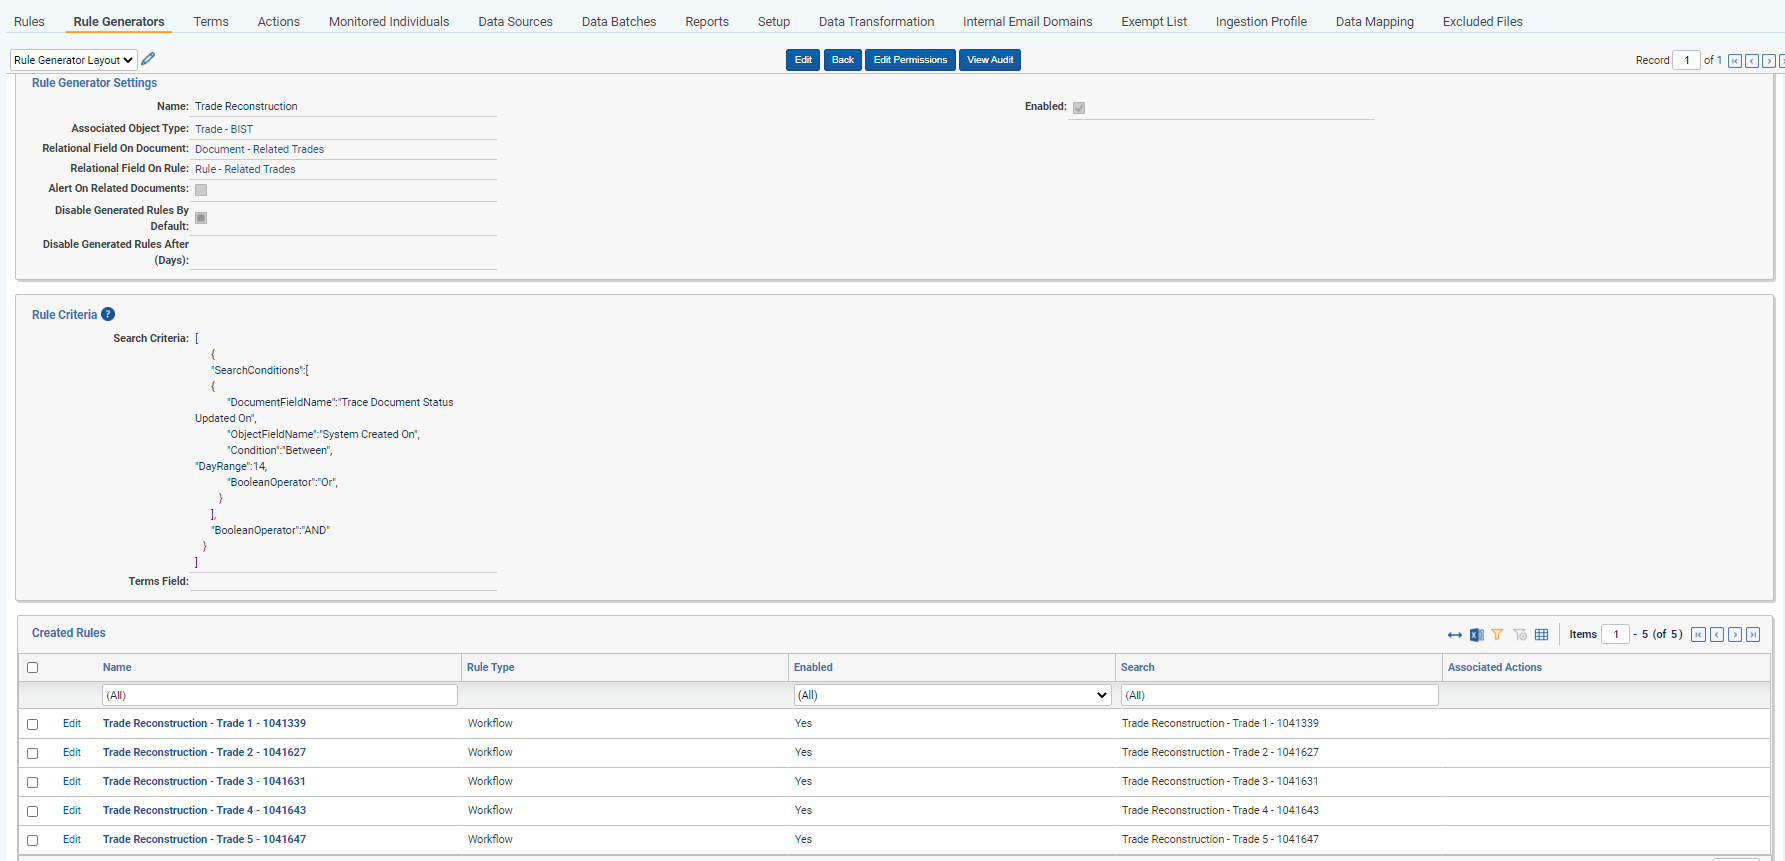 Rules Rule Generators Terms Actions Monitored Individuals Data Sources Data Batches Reports Setup Data Transformation Internal Email Domains Exempt List Ingestion Profile Data Mapping Excluded Files
Rule Generator Layout Edit Back Edit Permissions View Audit Record 1 of 1
Rule Generator Settings
Name: Trade Reconstruction Enabled:
Associated Object Type: Trade - BIST
Relational Field On Document: Document - Related Trades
Relational Field On Rule: Rule - Related Trades
Alert On Related Documents:
Disable Generated Rules By
Default:
Disable Generated Rules After
(Days):
Rule Criteria ?
Search Criteria: [
{
"SearchConditions":[
{
"DocumentFieldName":"Trace Document Status
Updated On",
"ObjectFieldName":"System Created On",
"Condition":"Between",
"DayRange":14,
"BooleanOperator":"Or",
}
],
"BooleanOperator":"AND"
}
]
Terms Field:
Created Rules Items 1 - 5 (of 5)
Name Rule Type Enabled Search Associated Actions
(All) (All) (All)
Edit Trade Reconstruction - Trade 1 - 1041339 Workflow Yes Trade Reconstruction - Trade 1 - 1041339
Edit Trade Reconstruction - Trade 2 - 1041627 Workflow Yes Trade Reconstruction - Trade 2 - 1041627
Edit Trade Reconstruction - Trade 3 - 1041631 Workflow Yes Trade Reconstruction - Trade 3 - 1041631
Edit Trade Reconstruction - Trade 4 - 1041643 Workflow Yes Trade Reconstruction - Trade 4 - 1041643
Edit Trade Reconstruction - Trade 5 - 1041647 Workflow Yes Trade Reconstruction - Trade 5 - 1041647